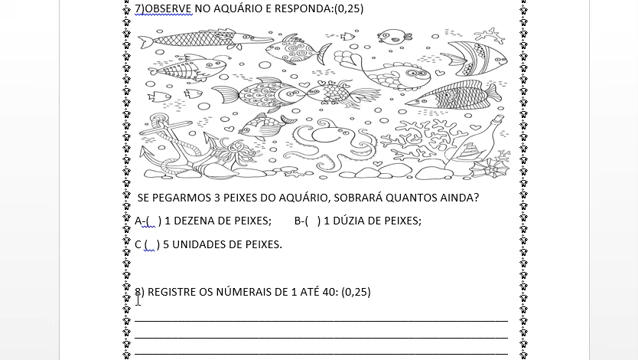 7)OBSERVE NO AQUÁRIO E RESPONDA:(0,25)
SE PEGARMOS 3 PEIXES DO AQUÁRIO, SOBRARÁ QUANTOS AINDA?
A-( ) 1 DEZENA DE PEIXES; B-( ) 1 DÚZIA DE PEIXES;
C ( ) 5 UNIDADES DE PEIXES.
8) REGISTRE OS NÚMERAIS DE 1 ATÉ 40: (0,25)